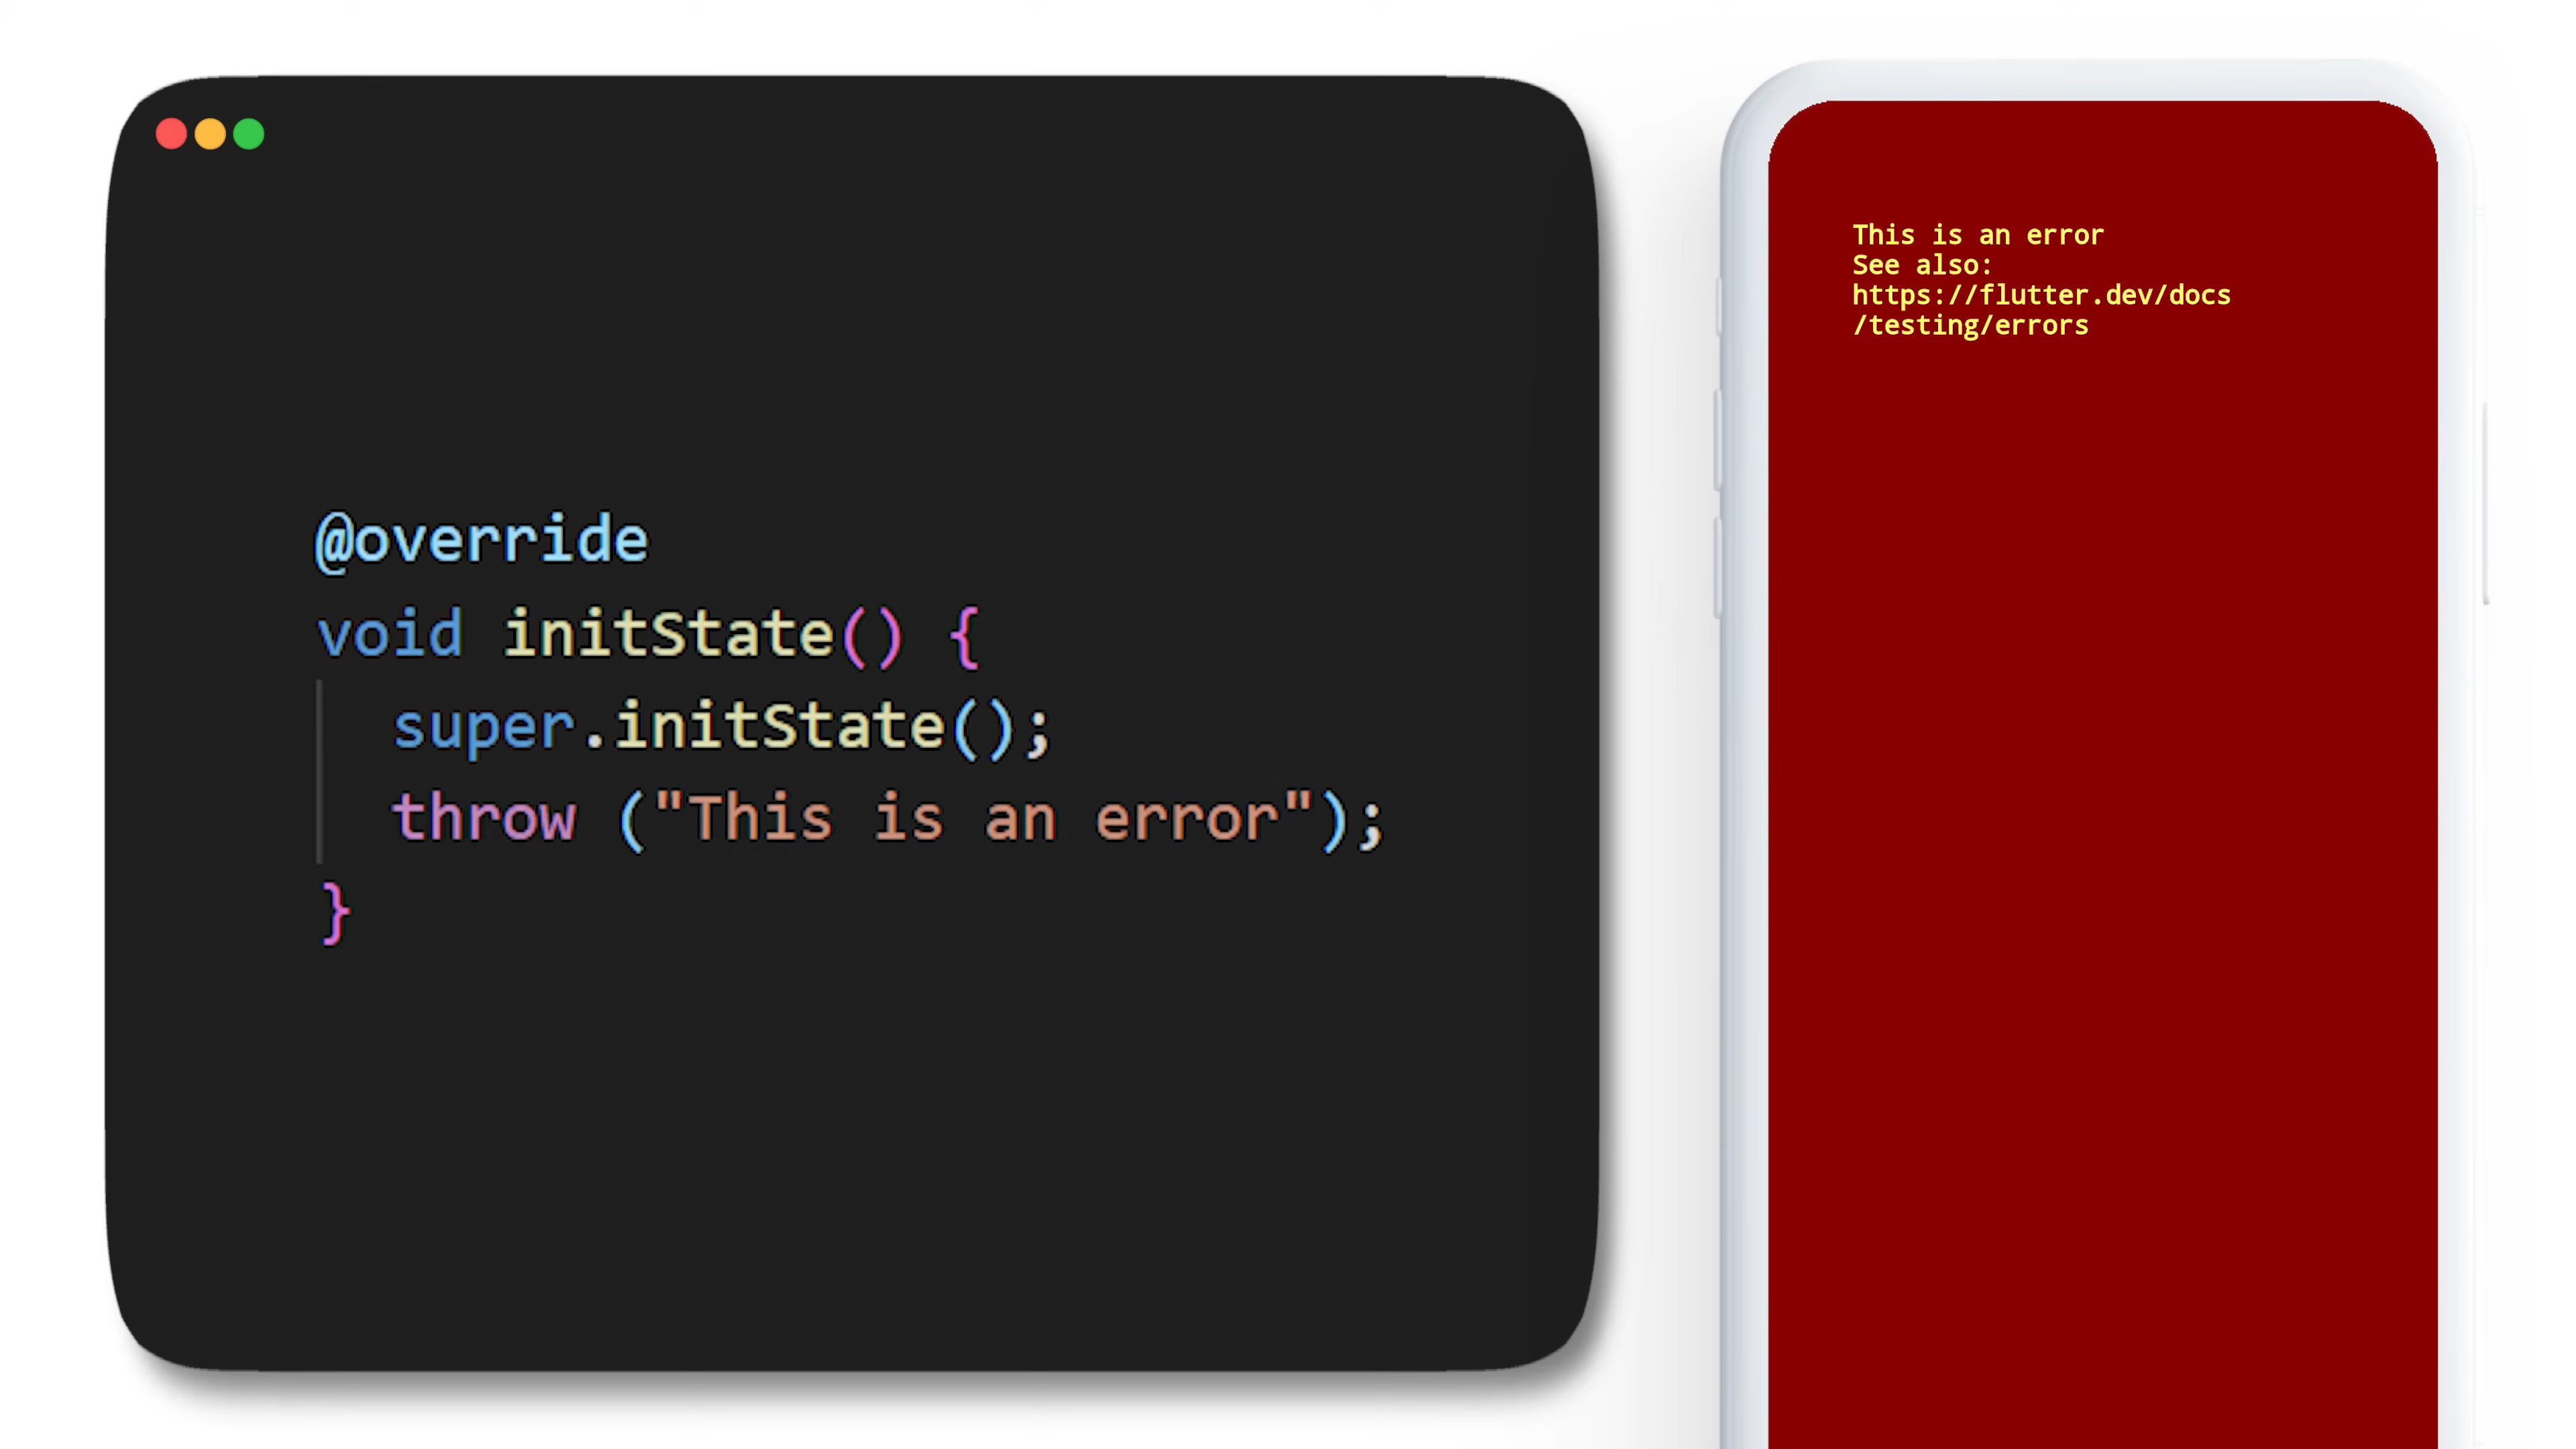 @override
void initState() {
super.initState();
throw ("This is an error");
}
This is an error
See also:
https://flutter.dev/docs
/testing/errors